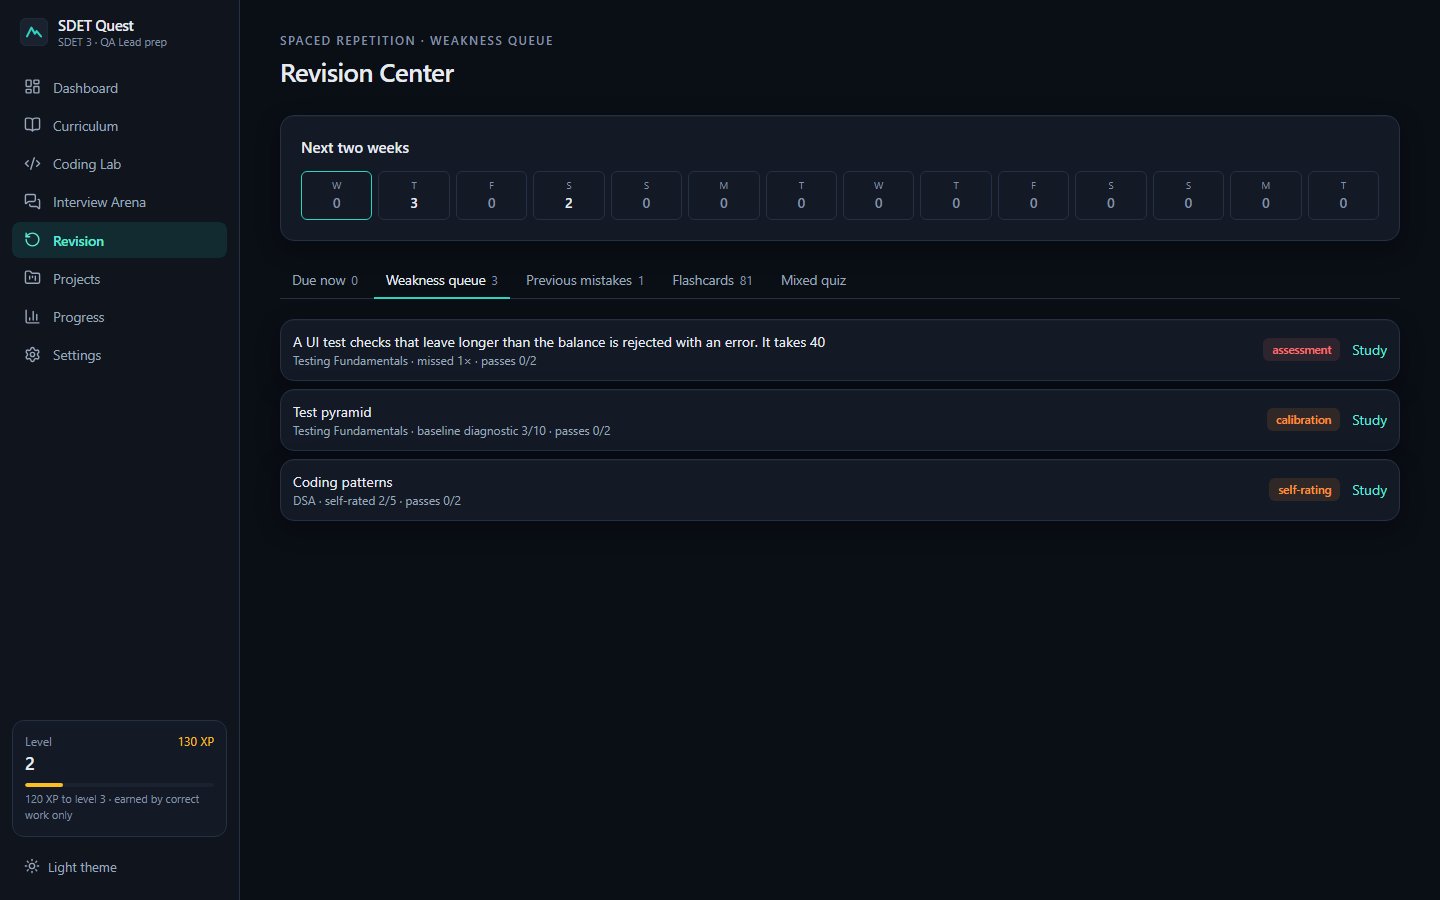 SDET Quest
SDET 3 · QA Lead prep
Dashboard
Curriculum
Coding Lab
Interview Arena
Revision
Projects
Progress
Settings
Level
130 XP
2
120 XP to level 3 · earned by correct
work only
Light theme
SPACED REPETITION · WEAKNESS QUEUE
Revision Center
Next two weeks
W T F S S M T W T F S S M T
0 3 0 2 0 0 0 0 0 0 0 0 0 0
Due now 0 Weakness queue 3 Previous mistakes 1 Flashcards 81 Mixed quiz
A UI test checks that leave longer than the balance is rejected with an error. It takes 40
Testing Fundamentals · missed 1× · passes 0/2
assessment Study
Test pyramid
Testing Fundamentals · baseline diagnostic 3/10 · passes 0/2
calibration Study
Coding patterns
DSA · self-rated 2/5 · passes 0/2
self-rating Study